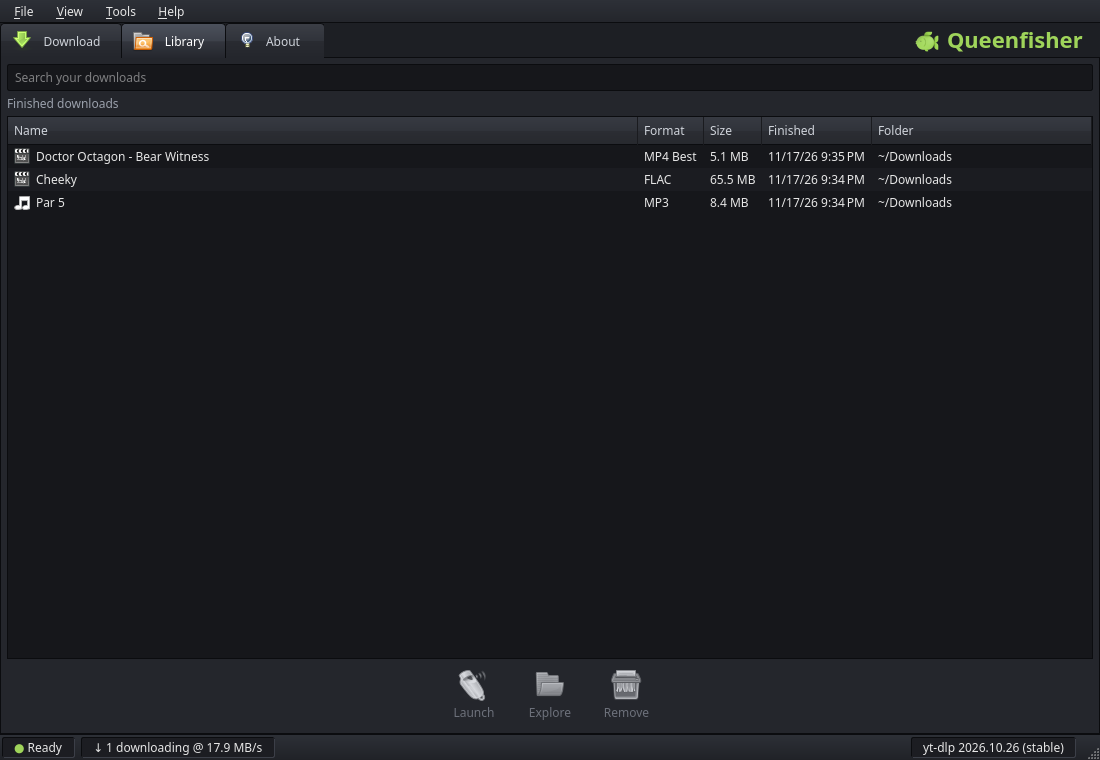 File View Tools Help
Download Library About Queenfisher
Search your downloads
Finished downloads
Name Format Size Finished Folder
Doctor Octagon - Bear Witness MP4 Best 5.1 MB 11/17/26 9:35 PM ~/Downloads
Cheeky FLAC 65.5 MB 11/17/26 9:34 PM ~/Downloads
Par 5 MP3 8.4 MB 11/17/26 9:34 PM ~/Downloads
Launch Explore Remove
Ready ↓ 1 downloading @ 17.9 MB/s yt-dlp 2026.10.26 (stable)